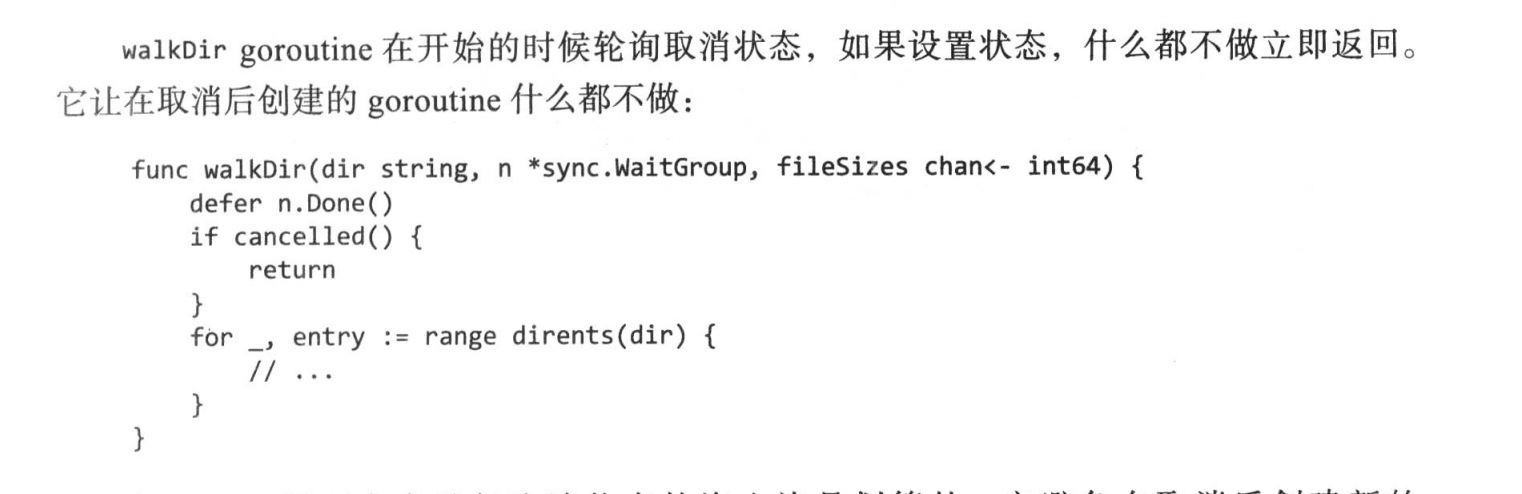 walkDir goroutine 在开始的时候轮询取消状态，如果设置状态，什么都不做立即返回。
它让在取消后创建的 goroutine 什么都不做：
func walkDir(dir string, n *sync.WaitGroup, fileSizes chan<- int64) {
    defer n.Done()
    if cancelled() {
        return
    }
    for _, entry := range dirents(dir) {
        // ...
    }
}